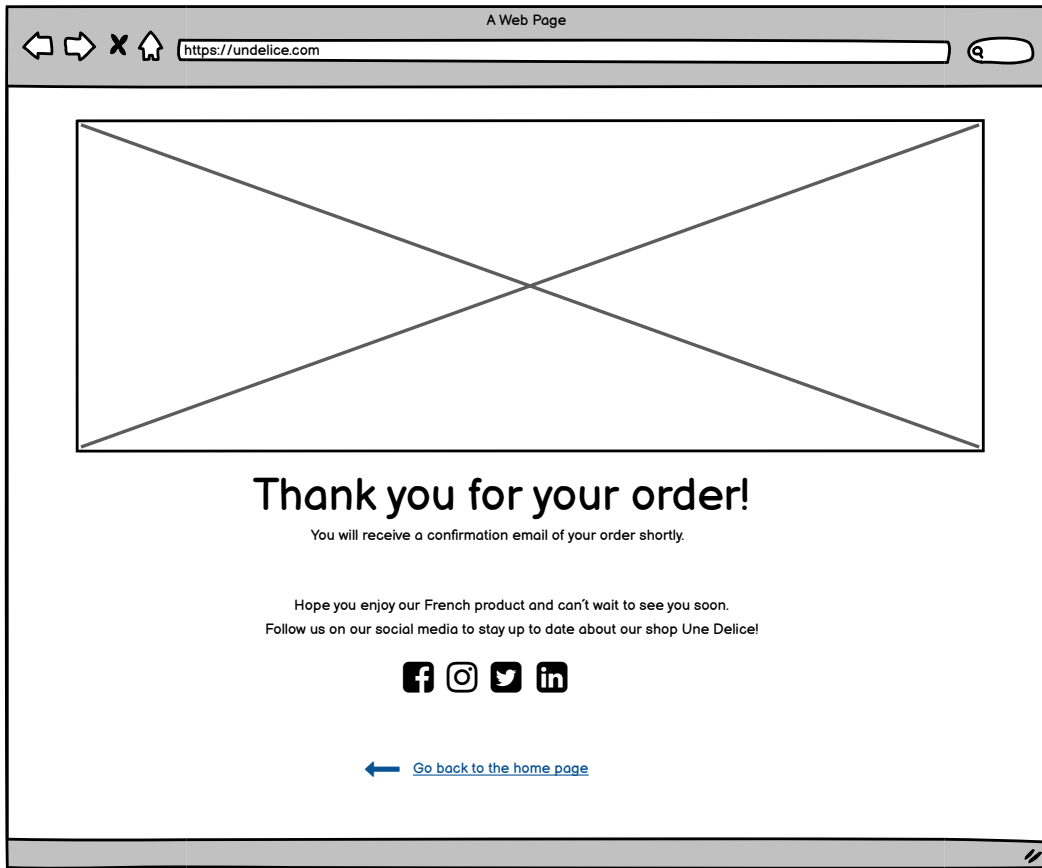 A Web Page
https://undelice.com
Thank you for your order!
You will receive a confirmation email of your order shortly.
Hope you enjoy our French product and can´t wait to see you soon.
Follow us on our social media to stay up to date about our shop Une Delice!
Go back to the home page